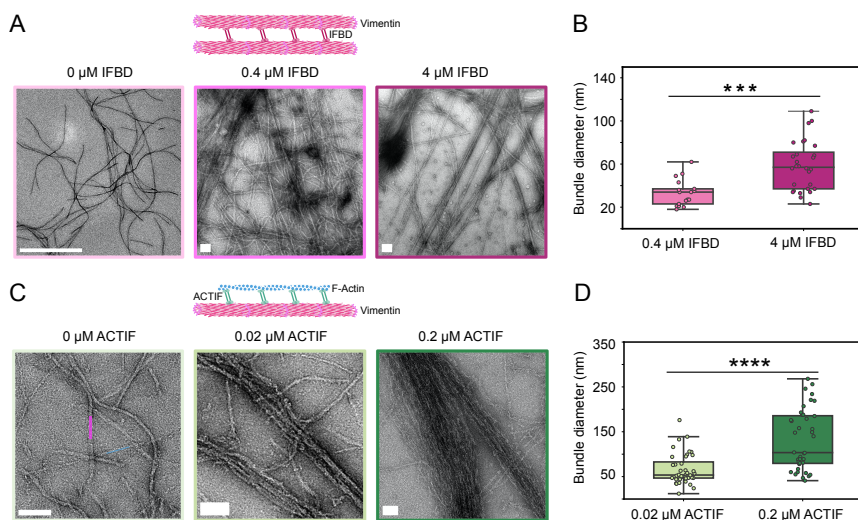 A
Vimentin
IFBD
0 µM IFBD
0.4 µM IFBD
4 µM IFBD
B
Bundle diameter (nm)
140
100
60
20
***
0.4 µM IFBD
4 µM IFBD
C
ACTIF
F-Actin
Vimentin
0 µM ACTIF
0.02 µM ACTIF
0.2 µM ACTIF
D
Bundle diameter (nm)
350
250
150
50
****
0.02 µM ACTIF
0.2 µM ACTIF